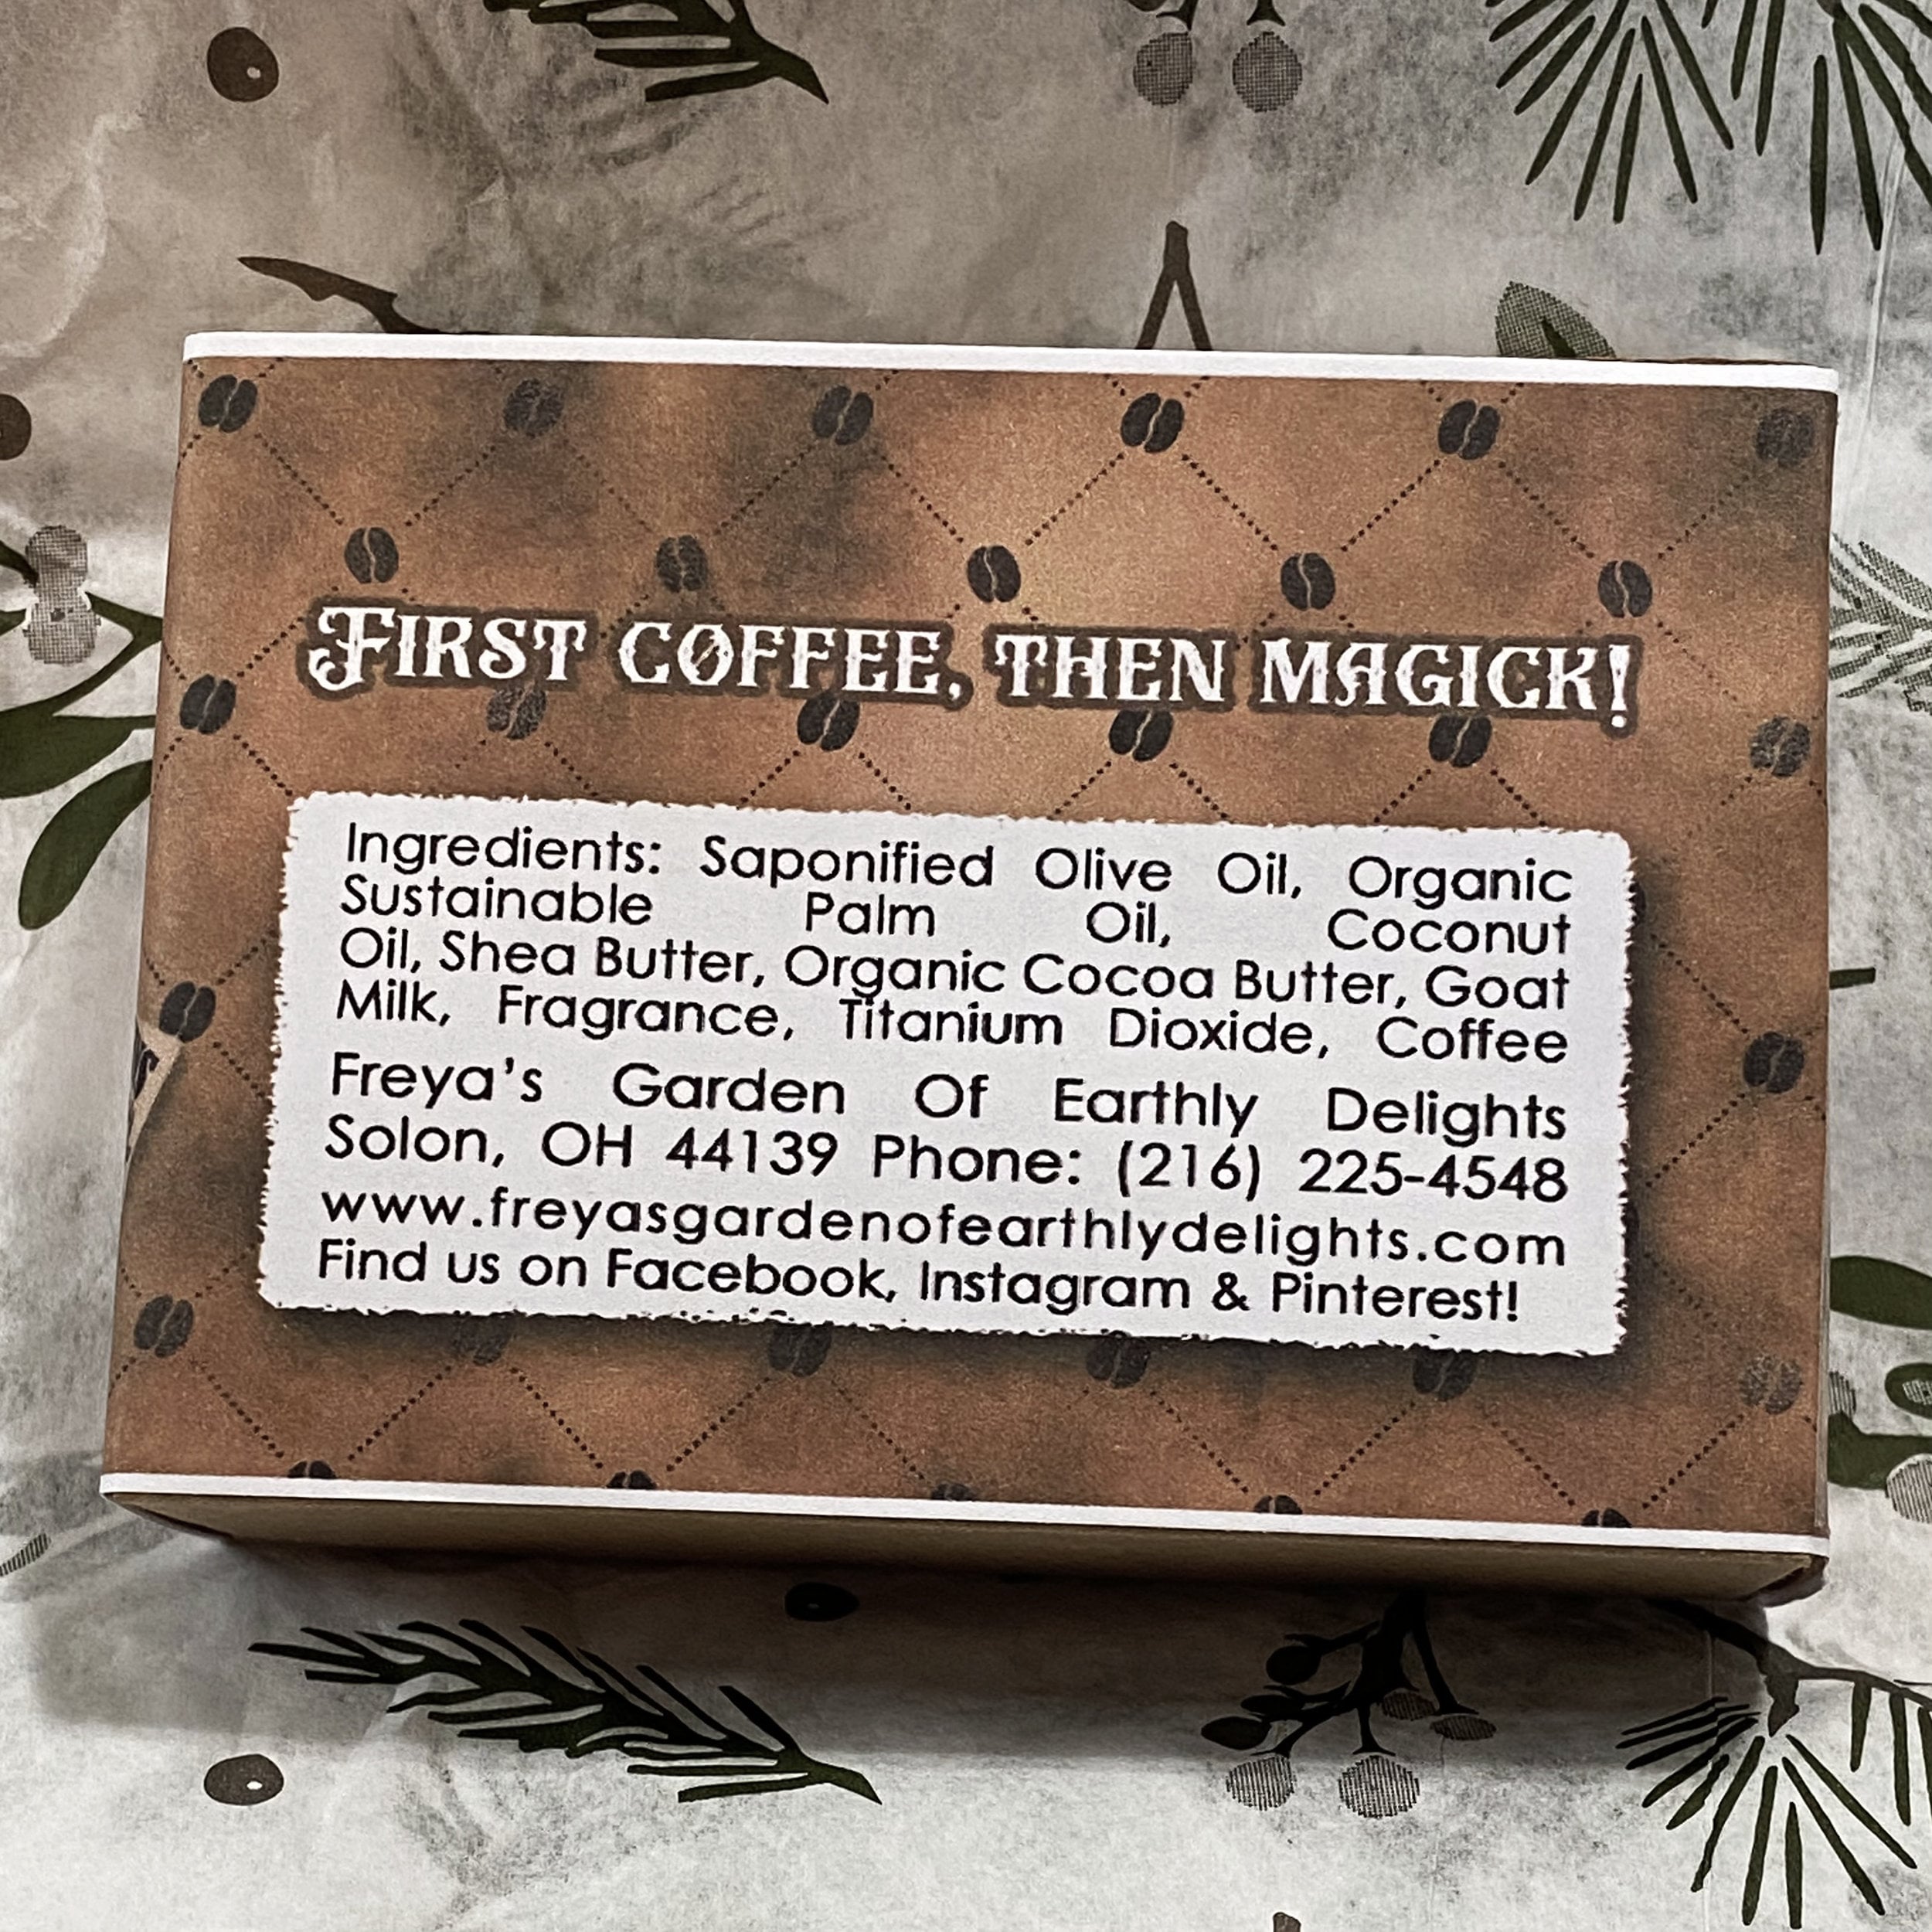 First coffee, then magick!
Ingredients: Saponified Olive Oil, Organic
Sustainable Palm Oil, Coconut
Oil, Shea Butter, Organic Cocoa Butter, Goat
Milk, Fragrance, Titanium Dioxide, Coffee
Freya's Garden Of Earthly Delights
Solon, OH 44139 Phone: (216) 225-4548
www.freyasgardenofearthlydelights.com
Find us on Facebook, Instagram & Pinterest!